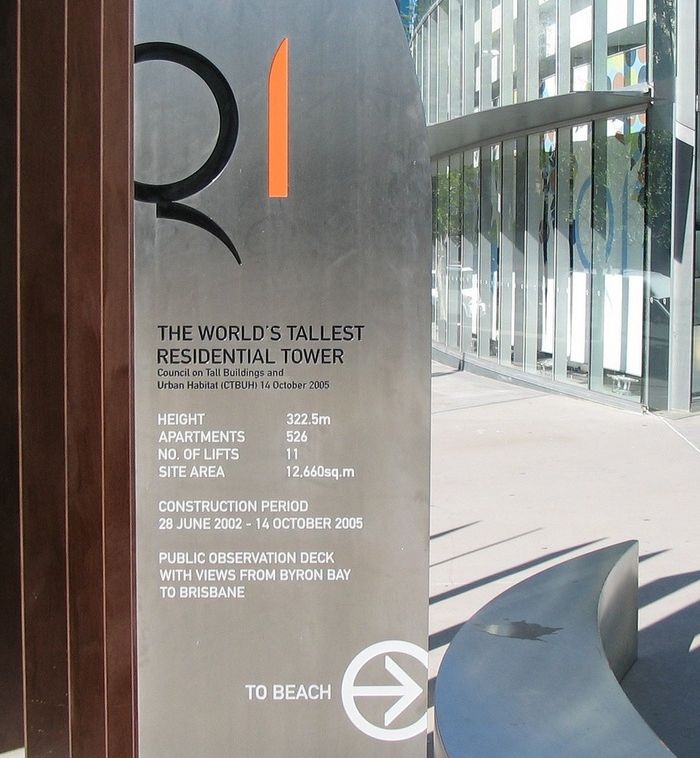 Q1
THE WORLD'S TALLEST
RESIDENTIAL TOWER
Council on Tall Buildings and
Urban Habitat (CTBUH) 14 October 2005
HEIGHT 322.5m
APARTMENTS 526
NO. OF LIFTS 11
SITE AREA 12,660sq.m
CONSTRUCTION PERIOD
28 JUNE 2002 - 14 OCTOBER 2005
PUBLIC OBSERVATION DECK
WITH VIEWS FROM BYRON BAY
TO BRISBANE
TO BEACH
Q1